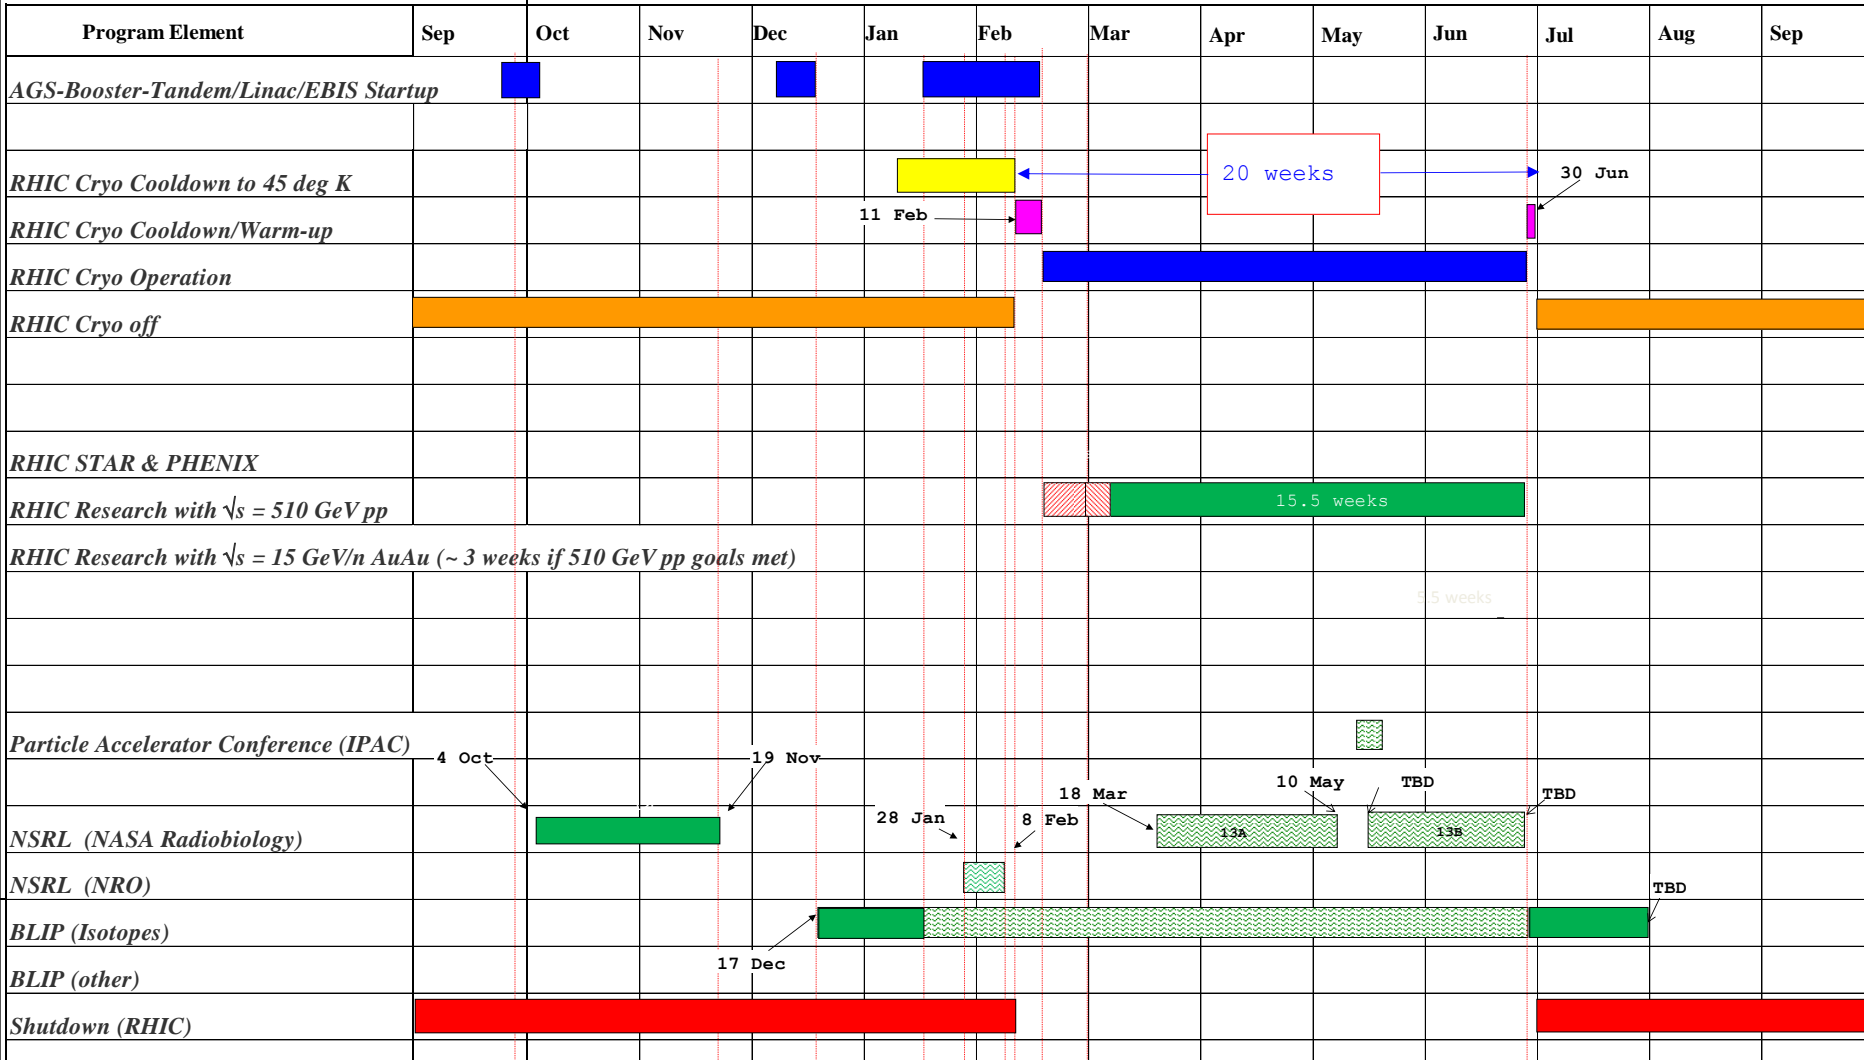 Program Element Sep Oct Nov Dec Jan Feb Mar Apr May Jun Jul Aug Sep
AGS-Booster-Tandem/Linac/EBIS Startup
RHIC Cryo Cooldown to 45 deg K
20 weeks
30 Jun
11 Feb
RHIC Cryo Cooldown/Warm-up
RHIC Cryo Operation
RHIC Cryo off
RHIC STAR & PHENIX
RHIC Research with √s = 510 GeV pp
15.5 weeks
RHIC Research with √s = 15 GeV/n AuAu (~ 3 weeks if 510 GeV pp goals met)
5.5 weeks
Particle Accelerator Conference (IPAC)
4 Oct
19 Nov
28 Jan
8 Feb
18 Mar
10 May
TBD
TBD
NSRL (NASA Radiobiology)
13A
13B
NSRL (NRO)
TBD
BLIP (Isotopes)
17 Dec
BLIP (other)
Shutdown (RHIC)